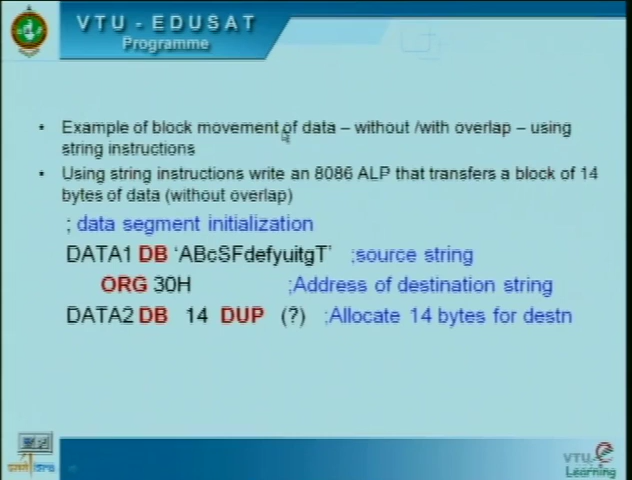 VTU - EDUSAT
Programme
• Example of block movement of data – without /with overlap – using
string instructions
• Using string instructions write an 8086 ALP that transfers a block of 14
bytes of data (without overlap)
; data segment initialization
DATA1 DB ‘ABcSFdefyuitgT’ ;source string
ORG 30H ;Address of destination string
DATA2 DB 14 DUP (?) ;Allocate 14 bytes for destn
VTU-
Learning